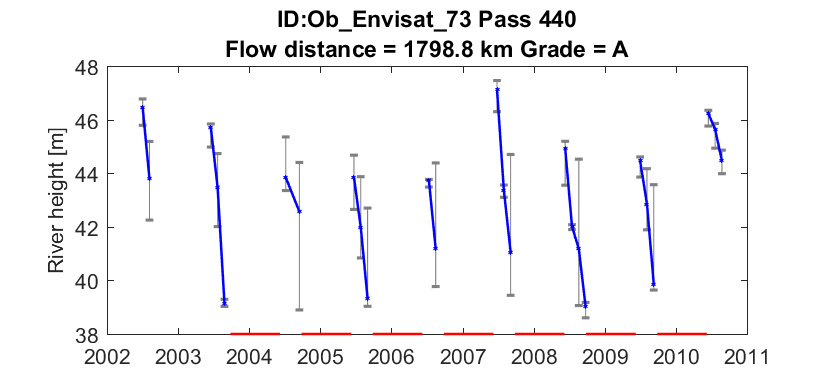 ID:Ob_Envisat_73 Pass 440
Flow distance = 1798.8 km Grade = A
River height [m]
48
46
44
42
40
38
2002 2003 2004 2005 2006 2007 2008 2009 2010 2011